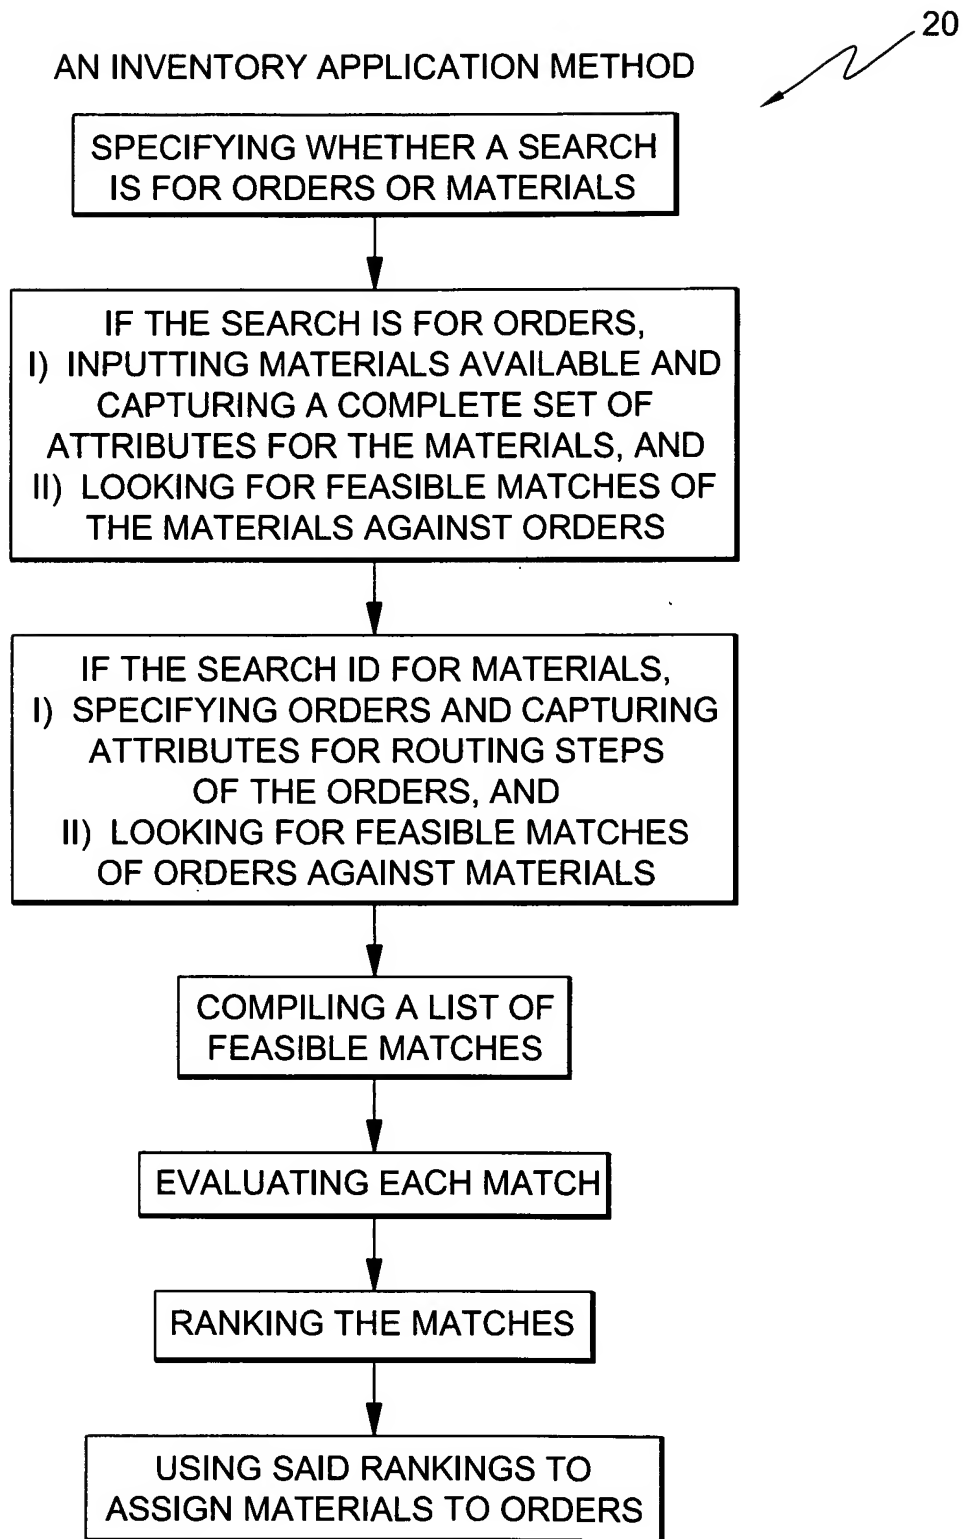 20
AN INVENTORY APPLICATION METHOD
SPECIFYING WHETHER A SEARCH
IS FOR ORDERS OR MATERIALS
IF THE SEARCH IS FOR ORDERS,
I) INPUTTING MATERIALS AVAILABLE AND
CAPTURING A COMPLETE SET OF
ATTRIBUTES FOR THE MATERIALS, AND
II) LOOKING FOR FEASIBLE MATCHES OF
THE MATERIALS AGAINST ORDERS
IF THE SEARCH ID FOR MATERIALS,
I) SPECIFYING ORDERS AND CAPTURING
ATTRIBUTES FOR ROUTING STEPS
OF THE ORDERS, AND
II) LOOKING FOR FEASIBLE MATCHES
OF ORDERS AGAINST MATERIALS
COMPILING A LIST OF
FEASIBLE MATCHES
EVALUATING EACH MATCH
RANKING THE MATCHES
USING SAID RANKINGS TO
ASSIGN MATERIALS TO ORDERS